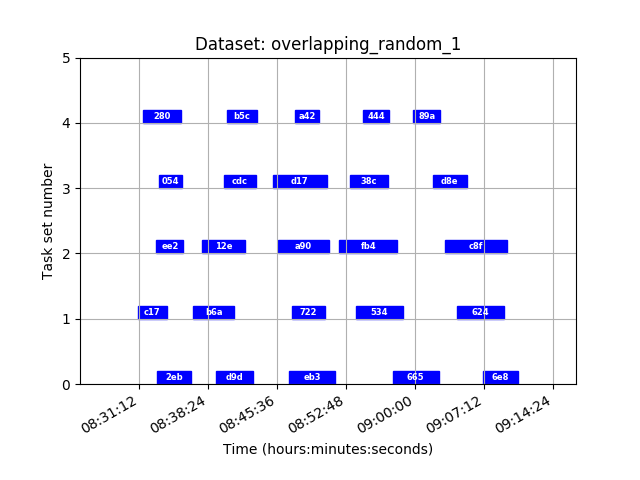 Dataset: overlapping_random_1
5
4
3
2
1
0
Task set number
280 b5c a42 444 89a
054 cdc d17 38c d8e
ee2 12e a90 fb4 c8f
c17 b6a 722 534 624
2eb d9d eb3 665 6e8
08:31:12 08:38:24 08:45:36 08:52:48 09:00:00 09:07:12 09:14:24
Time (hours:minutes:seconds)